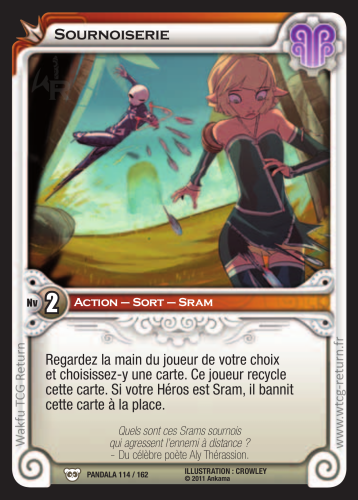 Sournoiserie
Nv 2 Action – Sort – Sram
Regardez la main du joueur de votre choix
et choisissez-y une carte. Ce joueur recycle
cette carte. Si votre Héros est Sram, il bannit
cette carte à la place.
Quels sont ces Srams sournois
qui agressent l'ennemi à distance ?
- Du célèbre poète Aly Thérassion.
PANDALA 114 / 162
ILLUSTRATION : CROWLEY
© 2011 Ankama
Wakfu TCG Return
www.wtcg-return.fr